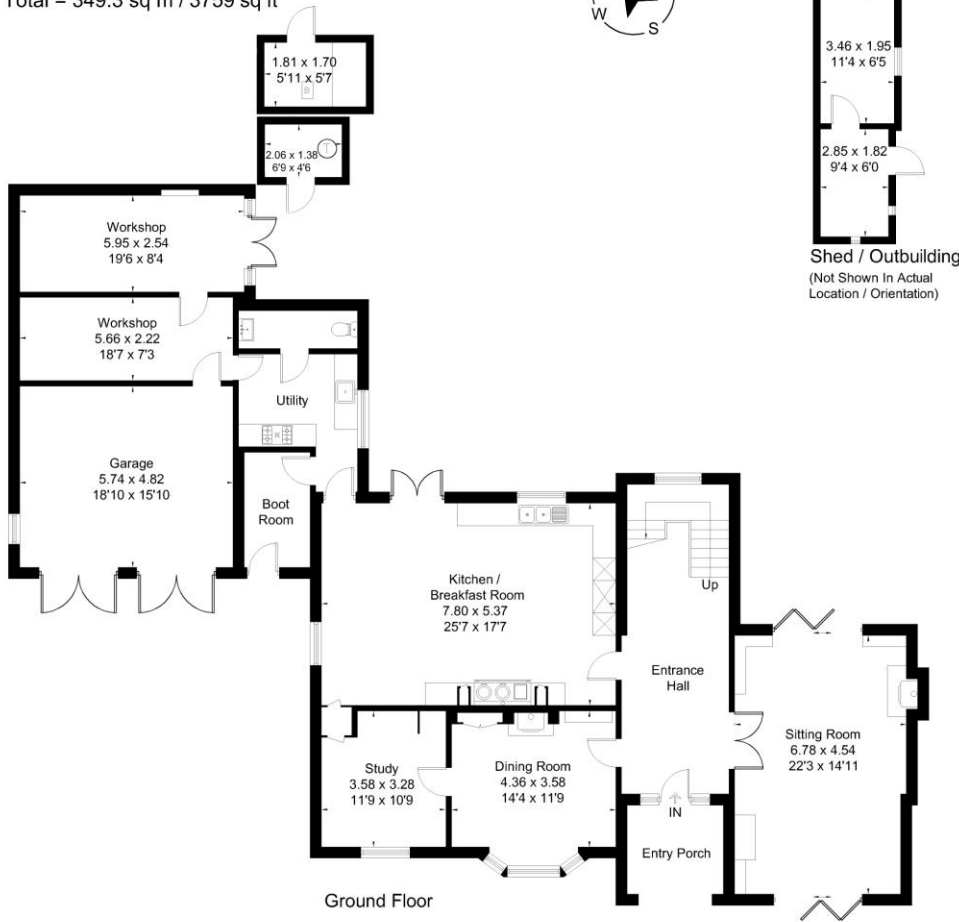 Total = 349.3 sq m / 3759 sq ft
W
S
1.81 x 1.70
5'11 x 5'7
B
2.06 x 1.38
6'9 x 4'6
T
3.46 x 1.95
11'4 x 6'5
2.85 x 1.82
9'4 x 6'0
Shed / Outbuilding
(Not Shown In Actual
Location / Orientation)
Workshop
5.95 x 2.54
19'6 x 8'4
Workshop
5.66 x 2.22
18'7 x 7'3
Utility
Garage
5.74 x 4.82
18'10 x 15'10
Boot
Room
Kitchen /
Breakfast Room
7.80 x 5.37
25'7 x 17'7
Up
Entrance
Hall
Sitting Room
6.78 x 4.54
22'3 x 14'11
Study
3.58 x 3.28
11'9 x 10'9
Dining Room
4.36 x 3.58
14'4 x 11'9
IN
Entry Porch
Ground Floor